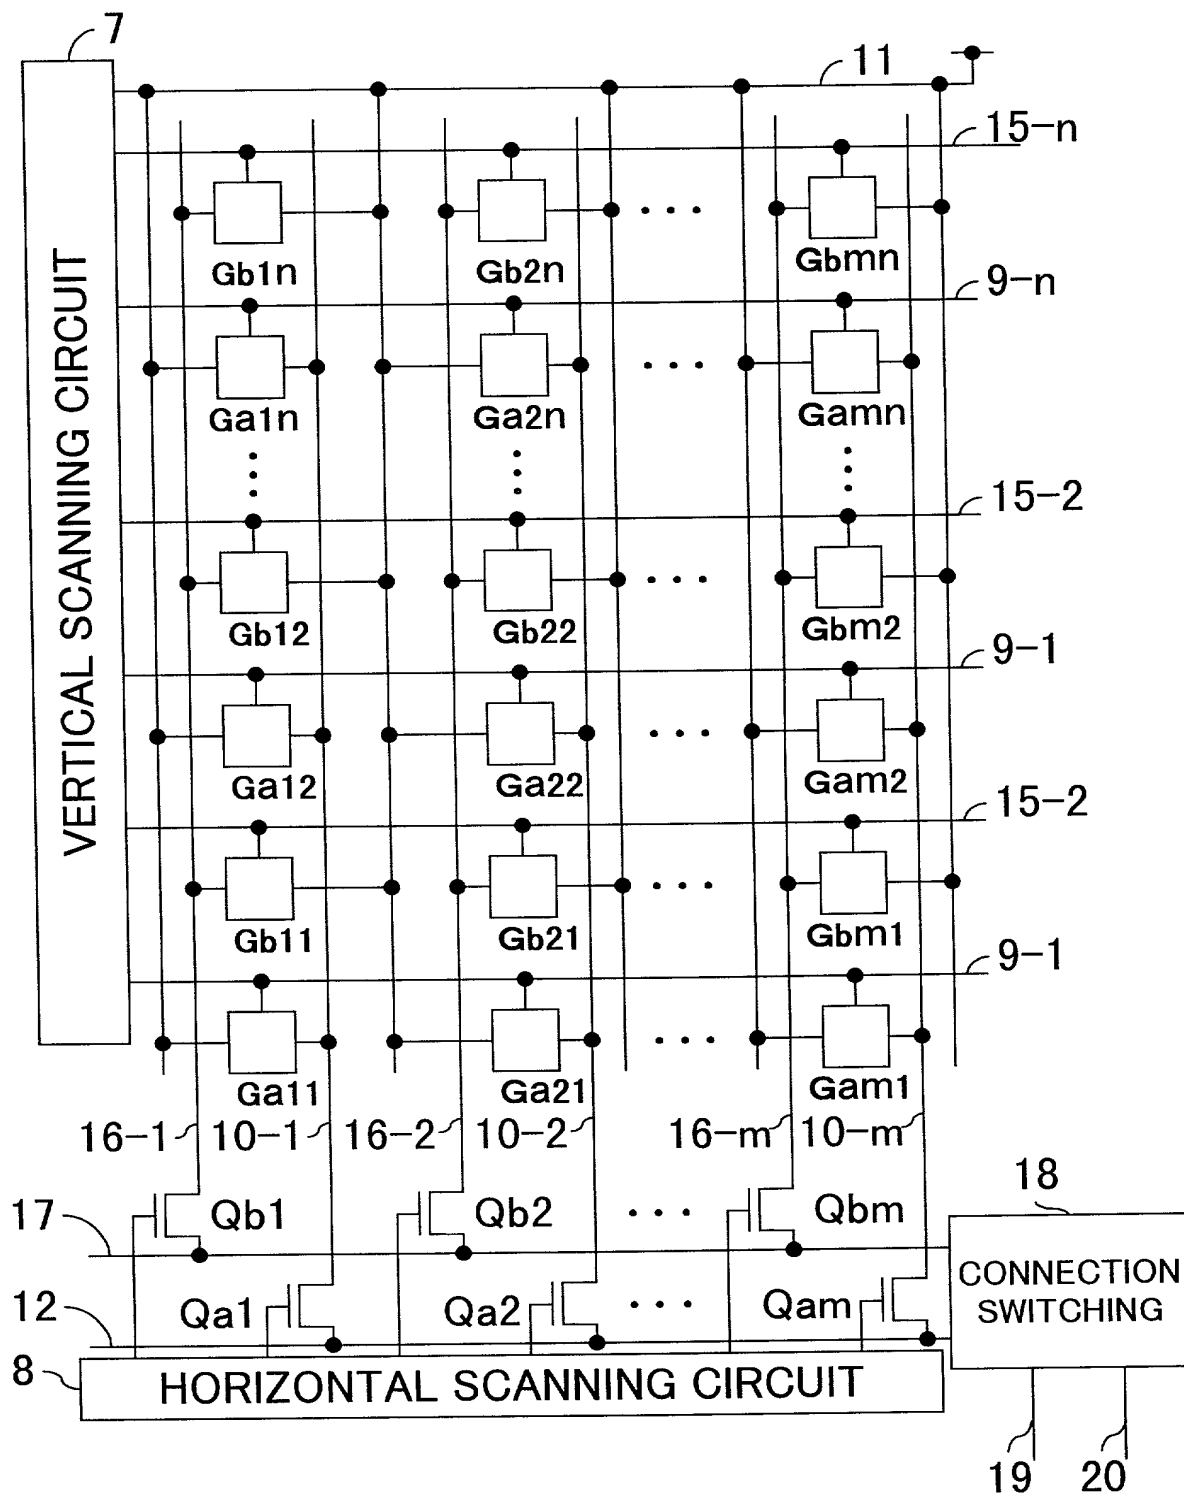 7
11
15-n
VERTICAL SCANNING CIRCUIT
Gb1n Gb2n ... Gbmn
9-n
Ga1n Ga2n ... Gamn
15-2
Gb12 Gb22 ... Gbm2
9-1
Ga12 Ga22 ... Gam2
15-2
Gb11 Gb21 ... Gbm1
9-1
Ga11 Ga21 ... Gam1
16-1 10-1 16-2 10-2 16-m 10-m
18
17 Qb1 Qb2 ... Qbm
CONNECTION
SWITCHING
12 Qa1 Qa2 ... Qam
8 HORIZONTAL SCANNING CIRCUIT
19 20